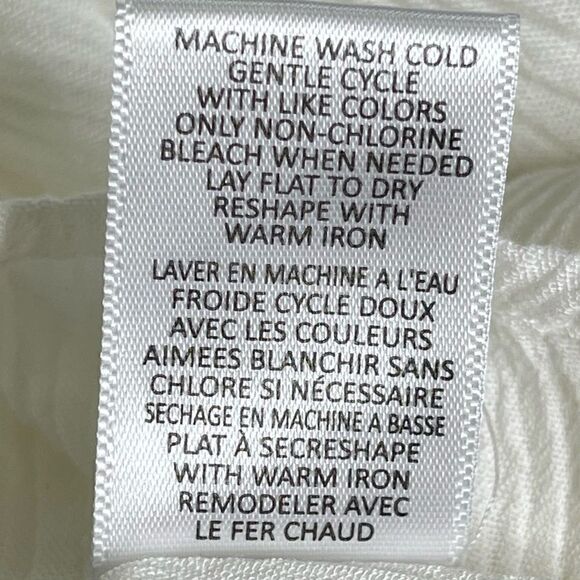 MACHINE WASH COLD
GENTLE CYCLE
WITH LIKE COLORS
ONLY NON-CHLORINE
BLEACH WHEN NEEDED
LAY FLAT TO DRY
RESHAPE WITH
WARM IRON
LAVER EN MACHINE A L'EAU
FROIDE CYCLE DOUX
AVEC LES COULEURS
AIMEES BLANCHIR SANS
CHLORE SI NÉCESSAIRE
SECHAGE EN MACHINE A BASSE
PLAT À SECRESHAPE
WITH WARM IRON
REMODELER AVEC
LE FER CHAUD